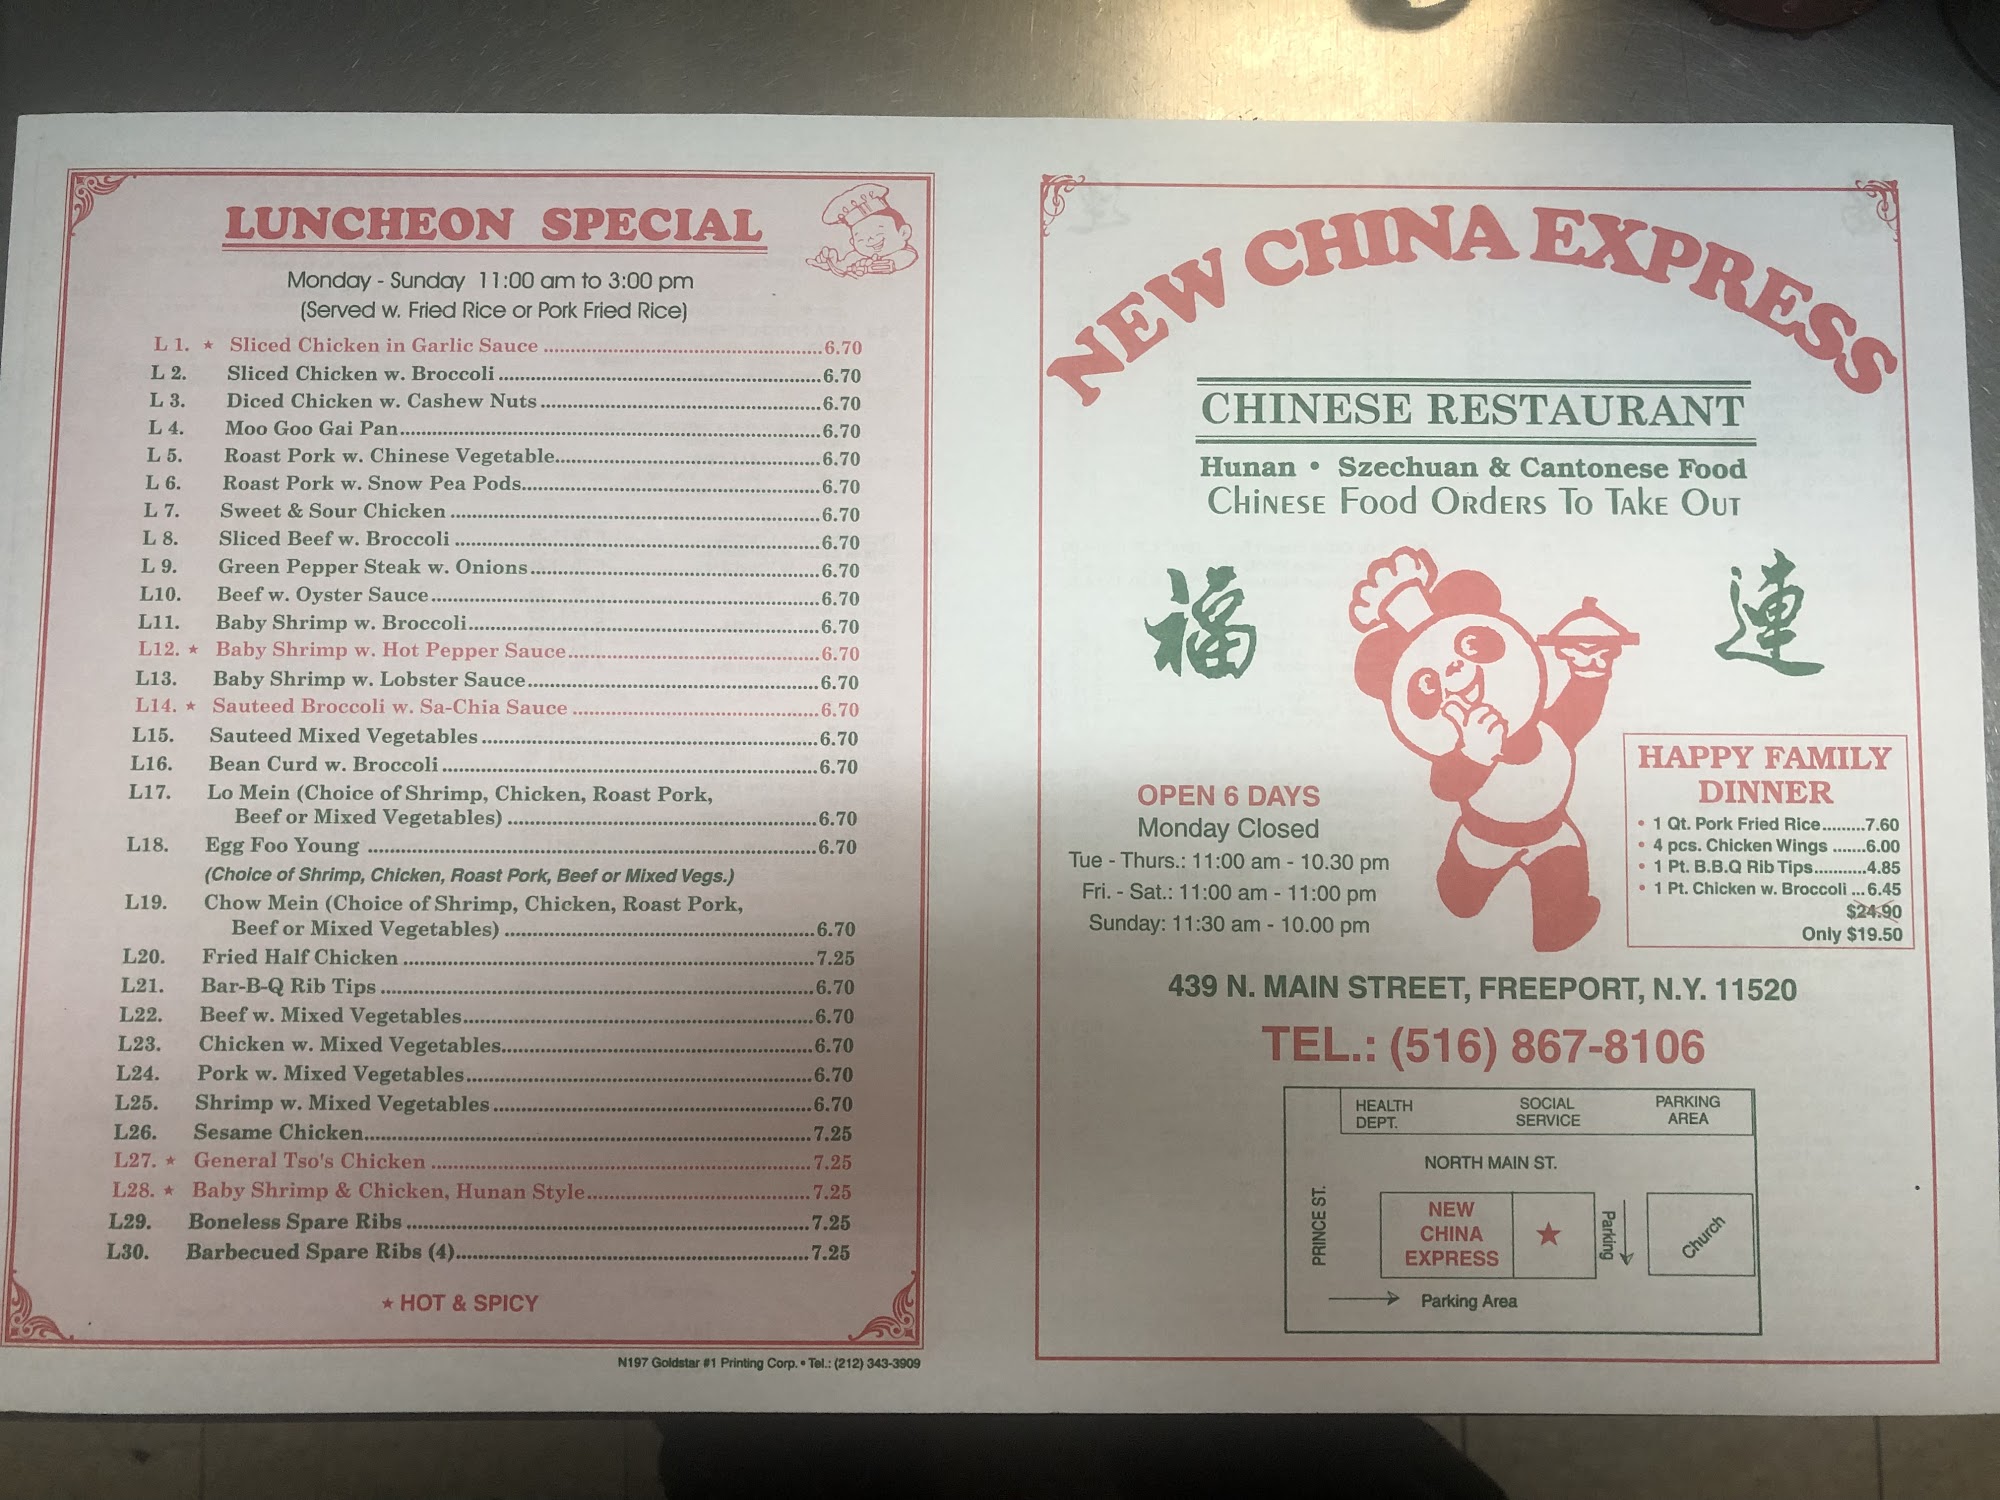 LUNCHEON SPECIAL
Monday - Sunday 11:00 am to 3:00 pm
(Served w. Fried Rice or Pork Fried Rice)
L 1. ★ Sliced Chicken in Garlic Sauce 6.70
L 2. Sliced Chicken w. Broccoli 6.70
L 3. Diced Chicken w. Cashew Nuts 6.70
L 4. Moo Goo Gai Pan 6.70
L 5. Roast Pork w. Chinese Vegetable 6.70
L 6. Roast Pork w. Snow Pea Pods 6.70
L 7. Sweet & Sour Chicken 6.70
L 8. Sliced Beef w. Broccoli 6.70
L 9. Green Pepper Steak w. Onions 6.70
L10. Beef w. Oyster Sauce 6.70
L11. Baby Shrimp w. Broccoli 6.70
L12. ★ Baby Shrimp w. Hot Pepper Sauce 6.70
L13. Baby Shrimp w. Lobster Sauce 6.70
L14. ★ Sauteed Broccoli w. Sa-Chia Sauce 6.70
L15. Sauteed Mixed Vegetables 6.70
L16. Bean Curd w. Broccoli 6.70
L17. Lo Mein (Choice of Shrimp, Chicken, Roast Pork,
Beef or Mixed Vegetables) 6.70
L18. Egg Foo Young 6.70
(Choice of Shrimp, Chicken, Roast Pork, Beef or Mixed Vegs.)
L19. Chow Mein (Choice of Shrimp, Chicken, Roast Pork,
Beef or Mixed Vegetables) 6.70
L20. Fried Half Chicken 7.25
L21. Bar-B-Q Rib Tips 6.70
L22. Beef w. Mixed Vegetables 6.70
L23. Chicken w. Mixed Vegetables 6.70
L24. Pork w. Mixed Vegetables 6.70
L25. Shrimp w. Mixed Vegetables 6.70
L26. Sesame Chicken 7.25
L27. ★ General Tso's Chicken 7.25
L28. ★ Baby Shrimp & Chicken, Hunan Style 7.25
L29. Boneless Spare Ribs 7.25
L30. Barbecued Spare Ribs (4) 7.25
★ HOT & SPICY
N197 Goldstar #1 Printing Corp. • Tel.: (212) 343-3909
NEW CHINA EXPRESS
CHINESE RESTAURANT
Hunan • Szechuan & Cantonese Food
Chinese Food Orders To Take Out
福 連
OPEN 6 DAYS
Monday Closed
Tue - Thurs.: 11:00 am - 10.30 pm
Fri. - Sat.: 11:00 am - 11:00 pm
Sunday: 11:30 am - 10.00 pm
HAPPY FAMILY
DINNER
• 1 Qt. Pork Fried Rice 7.60
• 4 pcs. Chicken Wings 6.00
• 1 Pt. B.B.Q Rib Tips 4.85
• 1 Pt. Chicken w. Broccoli 6.45
$24.90
Only $19.50
439 N. MAIN STREET, FREEPORT, N.Y. 11520
TEL.: (516) 867-8106
HEALTH
DEPT.
SOCIAL
SERVICE
PARKING
AREA
NORTH MAIN ST.
PRINCE ST.
NEW
CHINA
EXPRESS
★
Parking
Church
Parking Area